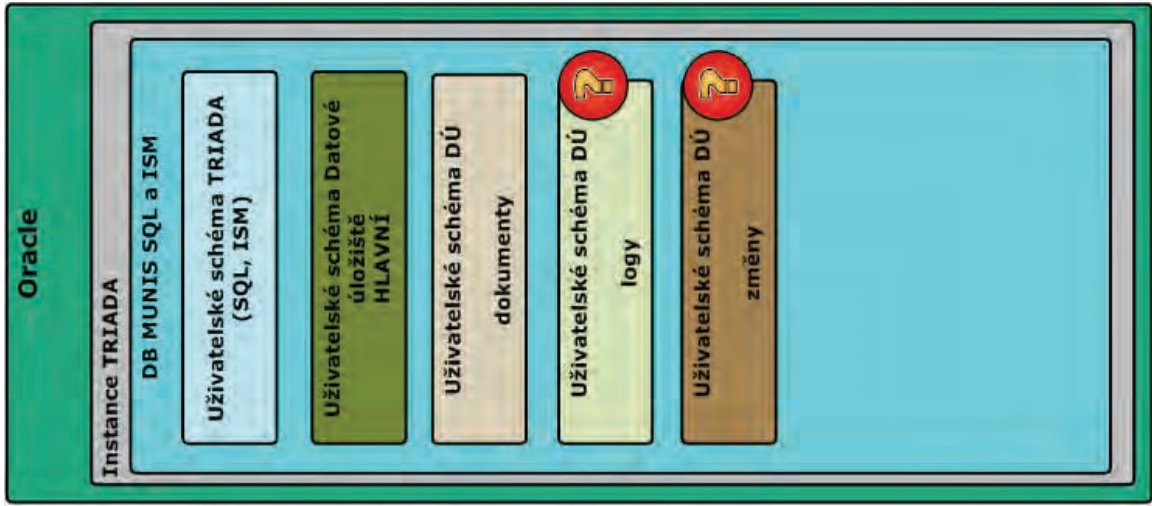 Oracle
Instance TRIADA
DB MUNIS SQL a ISM
Uživatelské schéma TRIADA
(SQL, ISM)
Uživatelské schéma Datové
úložiště
HLAVNÍ
Uživatelské schéma DÚ
dokumenty
?
Uživatelské schéma DÚ
logy
?
Uživatelské schéma DÚ
změny